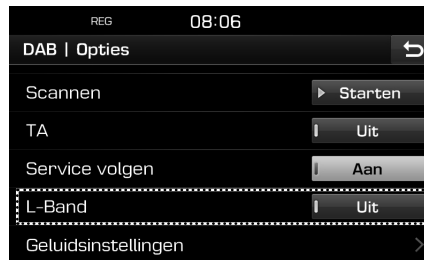 REG 08:06
DAB | Opties
Scannen Starten
TA Uit
Service volgen Aan
L-Band Uit
Geluidsinstellingen